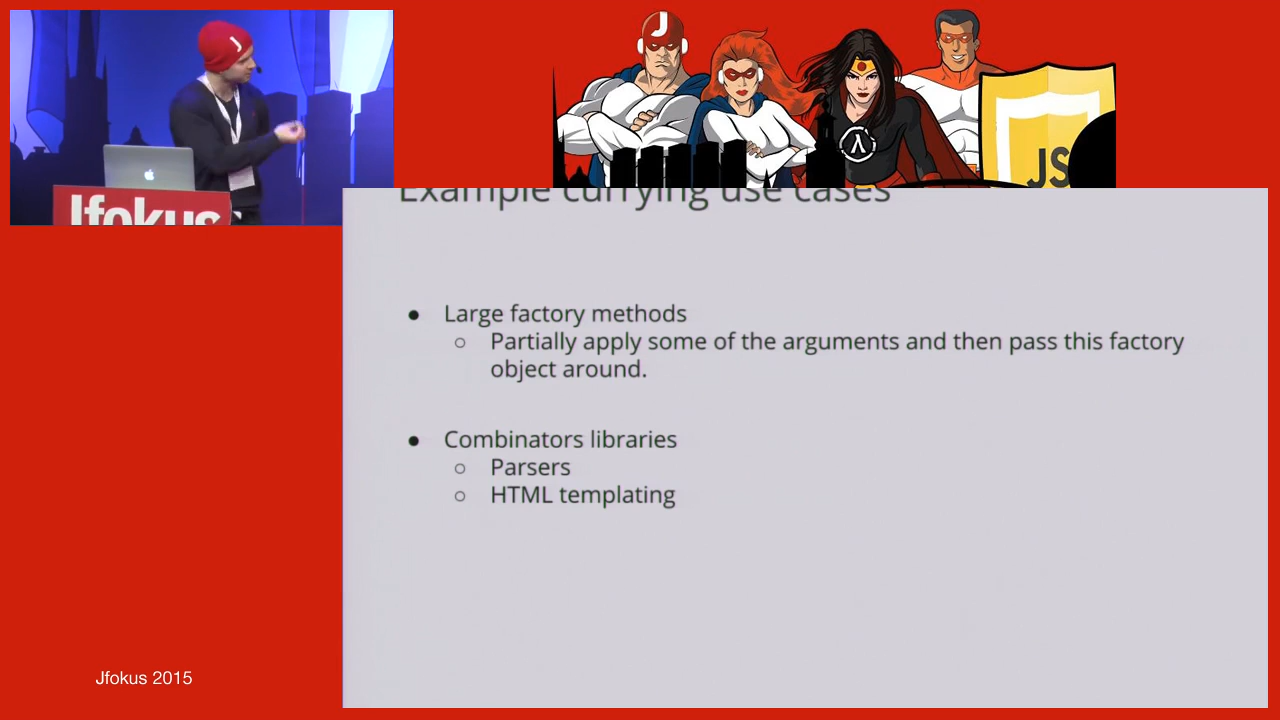 J
J
λ
JS
Jfokus
Example currying use cases
● Large factory methods
○ Partially apply some of the arguments and then pass this factory
object around.
● Combinators libraries
○ Parsers
○ HTML templating
Jfokus 2015